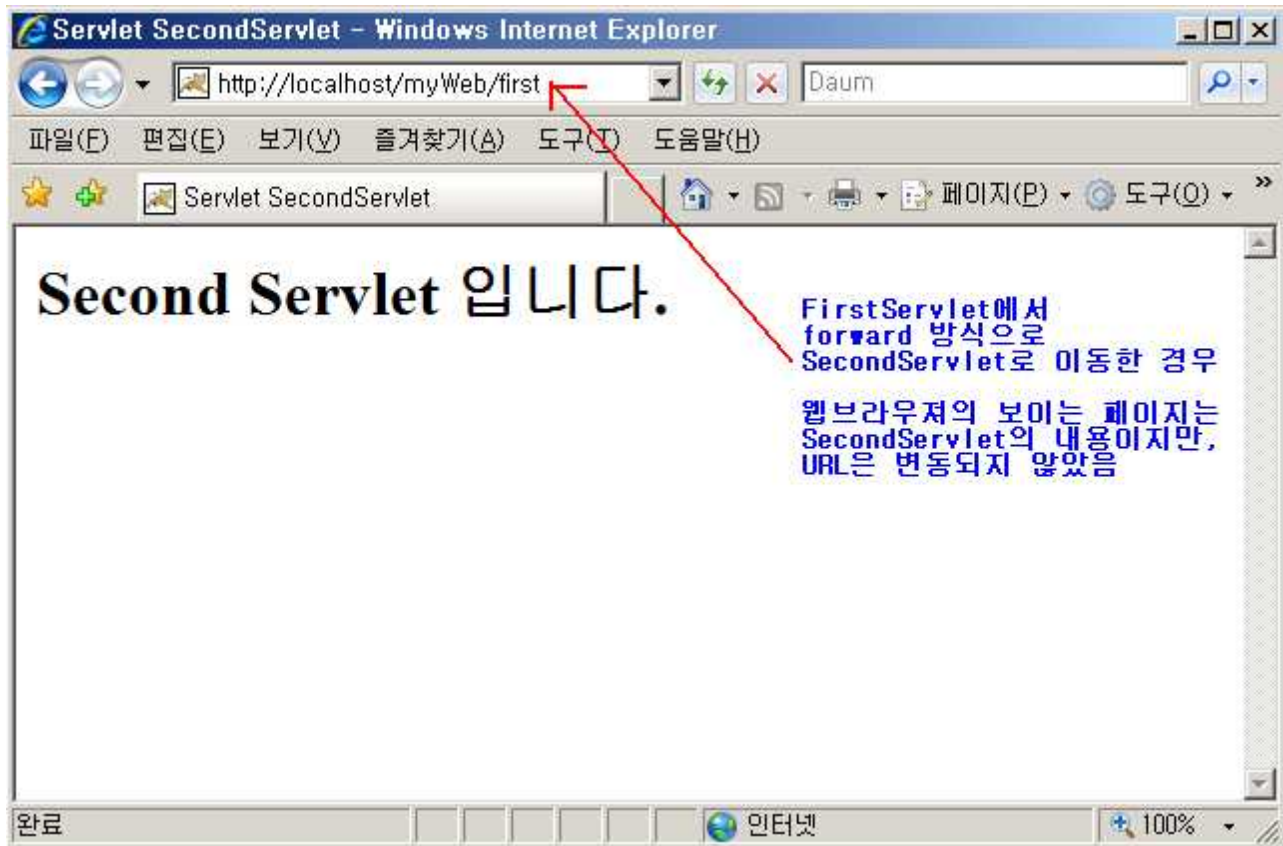 Servlet SecondServlet - Windows Internet Explorer
http://localhost/myWeb/first
Daum
파일(F) 편집(E) 보기(V) 즐겨찾기(A) 도구(T) 도움말(H)
Servlet SecondServlet
페이지(P) 도구(O) »
Second Servlet 입니다.
FirstServlet에서
forward 방식으로
SecondServlet로 이동한 경우
웹브라우져의 보이는 페이지는
SecondServlet의 내용이지만,
URL은 변동되지 않았음
완료 인터넷 100%